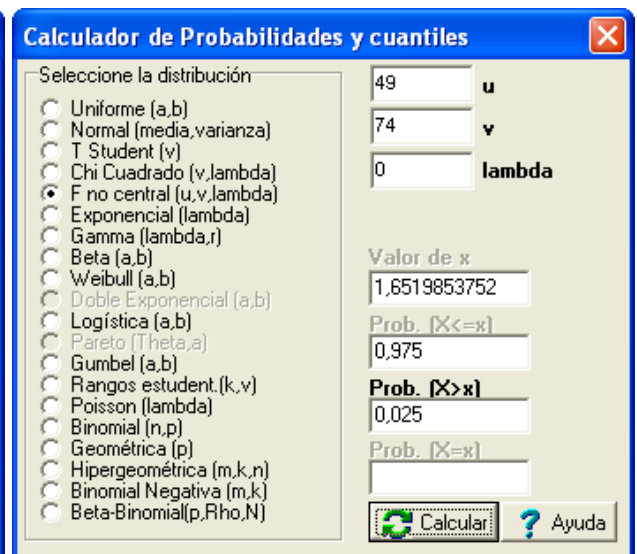 Calculador de Probabilidades y cuantiles
Seleccione la distribución
Uniforme (a,b)
Normal (media,varianza)
T Student (v)
Chi Cuadrado (v,lambda)
F no central (u,v,lambda)
Exponencial (lambda)
Gamma (lambda,r)
Beta (a,b)
Weibull (a,b)
Doble Exponencial (a,b)
Logística (a,b)
Pareto (Theta,a)
Gumbel (a,b)
Rangos estudent.(k,v)
Poisson (lambda)
Binomial (n,p)
Geométrica (p)
Hipergeométrica (m,k,n)
Binomial Negativa (m,k)
Beta-Binomial(p,Rho,N)
49 u
74 v
0 lambda
Valor de x
1,6519853752
Prob. (X<=x)
0,975
Prob. (X>x)
0,025
Prob. (X=x)
Calcular ? Ayuda